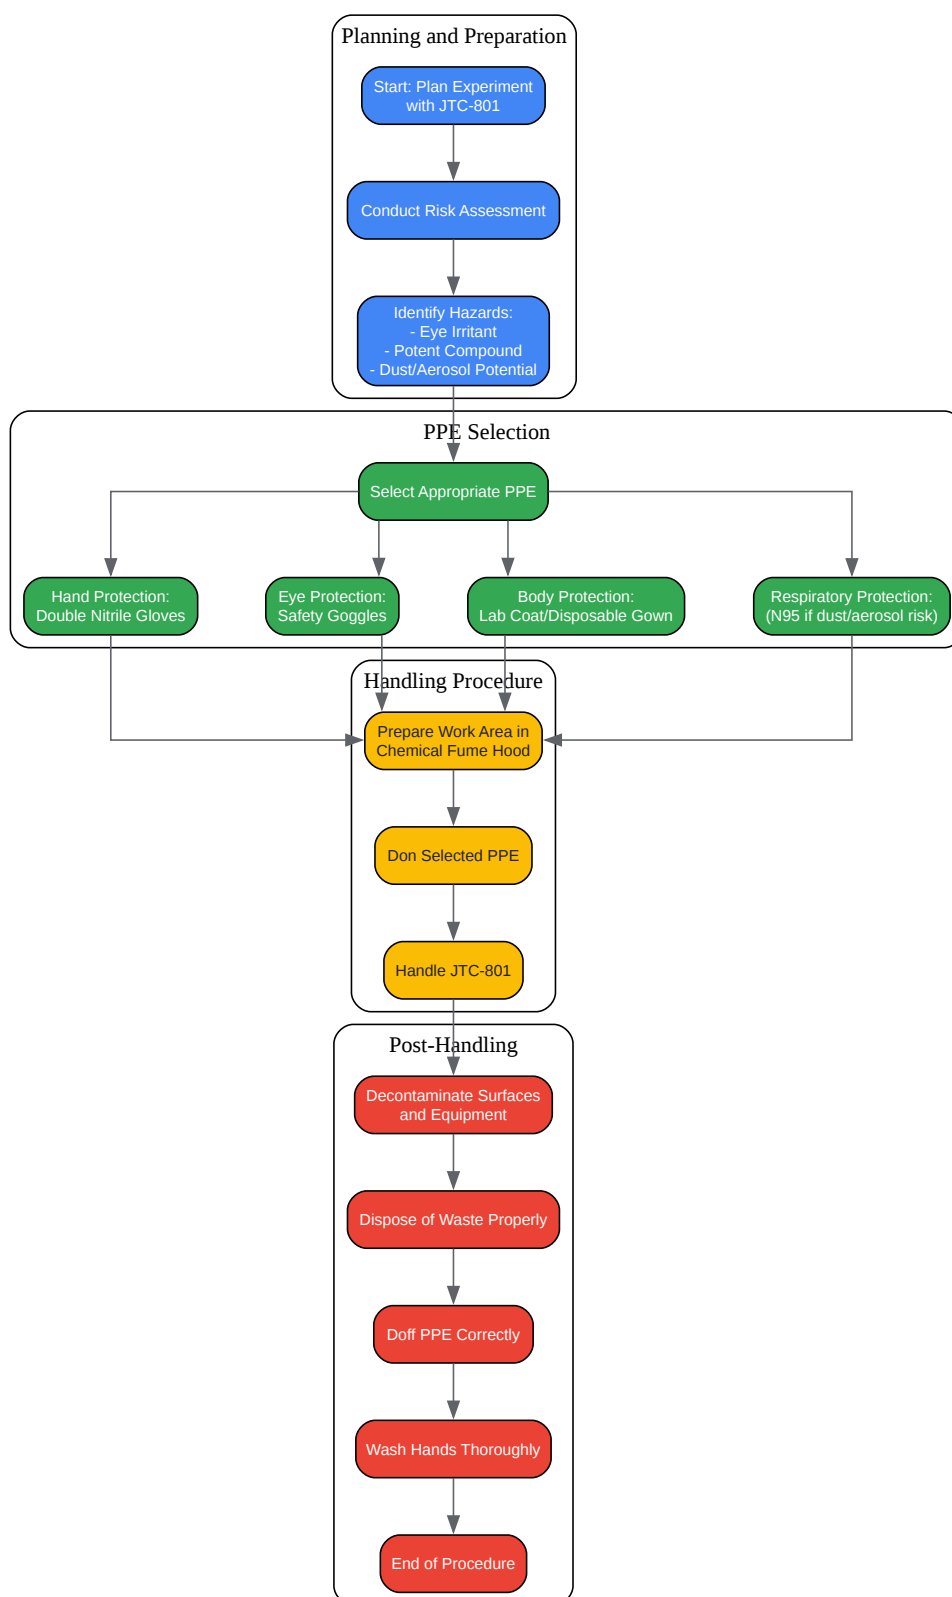 Planning and Preparation
Start: Plan Experiment
with JTC-801
Conduct Risk Assessment
Identify Hazards:
- Eye Irritant
- Potent Compound
- Dust/Aerosol Potential
PPE Selection
Select Appropriate PPE
Hand Protection:
Double Nitrile Gloves
Eye Protection:
Safety Goggles
Body Protection:
Lab Coat/Disposable Gown
Respiratory Protection:
(N95 if dust/aerosol risk)
Handling Procedure
Prepare Work Area in
Chemical Fume Hood
Don Selected PPE
Handle JTC-801
Post-Handling
Decontaminate Surfaces
and Equipment
Dispose of Waste Properly
Doff PPE Correctly
Wash Hands Thoroughly
End of Procedure